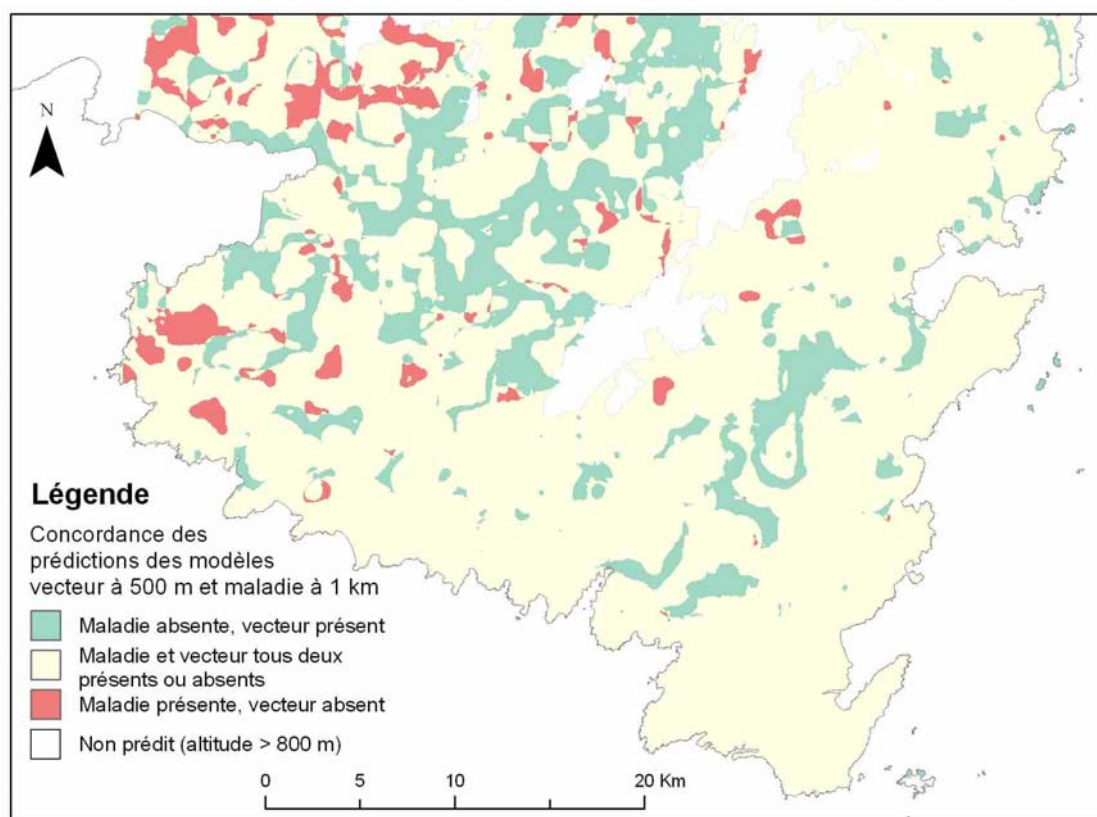 N
Légende
Concordance des
prédictions des modèles
vecteur à 500 m et maladie à 1 km
Maladie absente, vecteur présent
Maladie et vecteur tous deux
présents ou absents
Maladie présente, vecteur absent
Non prédit (altitude > 800 m)
0 5 10 20 Km